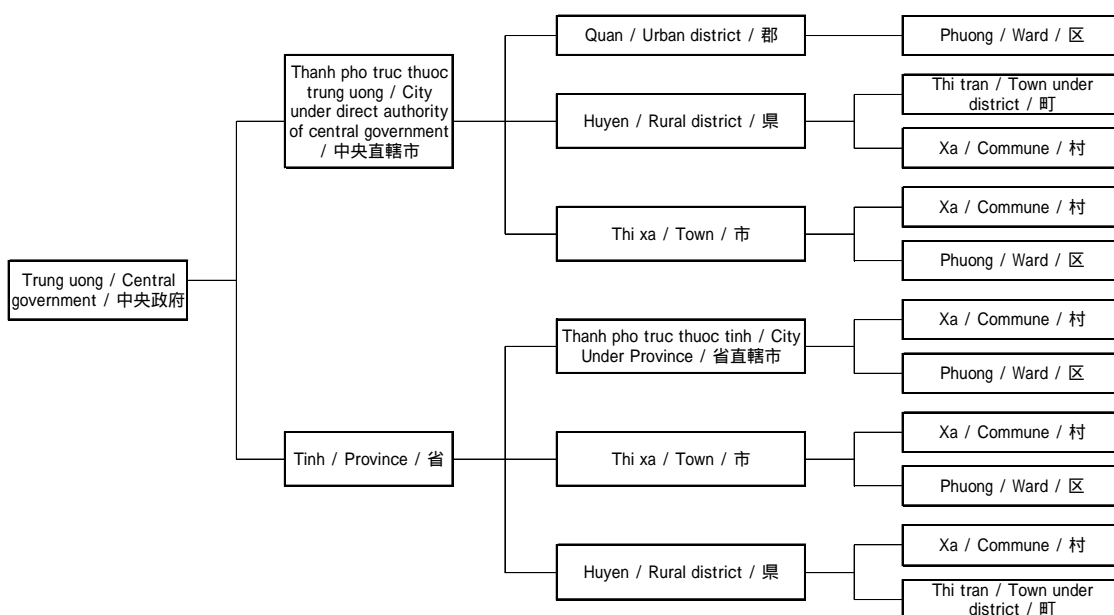 Trung uong / Central
government / 中央政府
Thanh pho truc thuoc
trung uong / City
under direct authority
of central government
/ 中央直轄市
Quan / Urban district / 郡
Phuong / Ward / 区
Huyen / Rural district / 県
Thi tran / Town under
district / 町
Xa / Commune / 村
Thi xa / Town / 市
Xa / Commune / 村
Phuong / Ward / 区
Tinh / Province / 省
Thanh pho truc thuoc tinh / City
Under Province / 省直轄市
Xa / Commune / 村
Phuong / Ward / 区
Thi xa / Town / 市
Xa / Commune / 村
Phuong / Ward / 区
Huyen / Rural district / 県
Xa / Commune / 村
Thi tran / Town under
district / 町